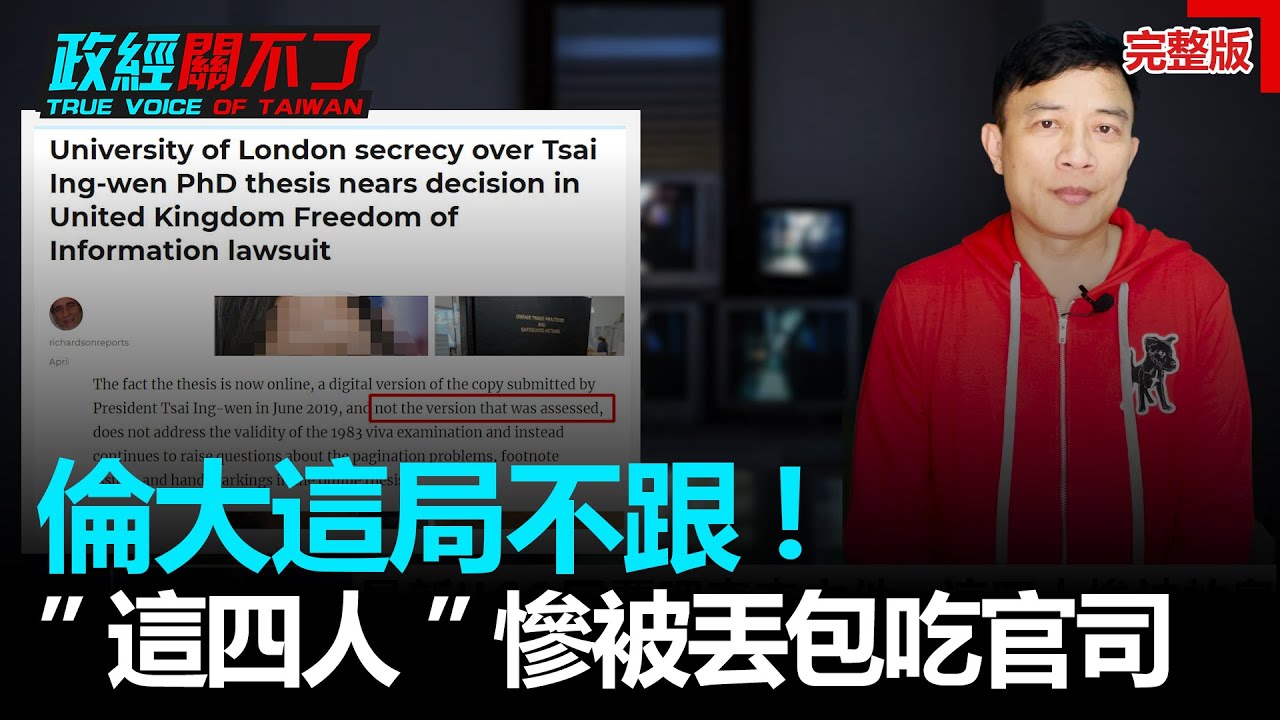 政經關不了
TRUE VOICE OF TAIWAN
完整版
University of London secrecy over Tsai
Ing-wen PhD thesis nears decision in
United Kingdom Freedom of
Information lawsuit
UNFAIR TRADE PRACTICES
AND
SAFEGUARD ACTIONS
richardsonreports
April
The fact the thesis is now online, a digital version of the copy submitted by
President Tsai Ing-wen in June 2019, and not the version that was assessed,
does not address the validity of the 1983 viva examination and instead
continues to raise questions about the pagination problems, footnote
and hand markings in the online thesis
倫大這局不跟！
"這四人"慘被丟包吃官司